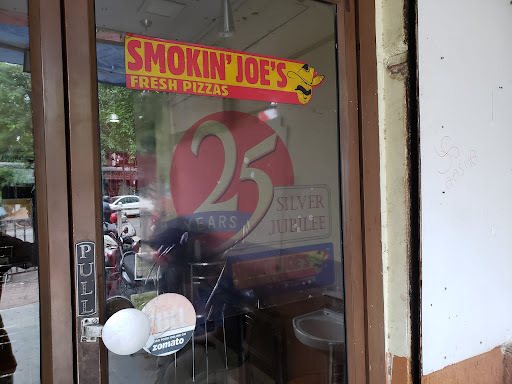 SMOKIN' JOE'S
FRESH PIZZAS
25
YEARS
SILVER
JUBILEE
PULL
zomato